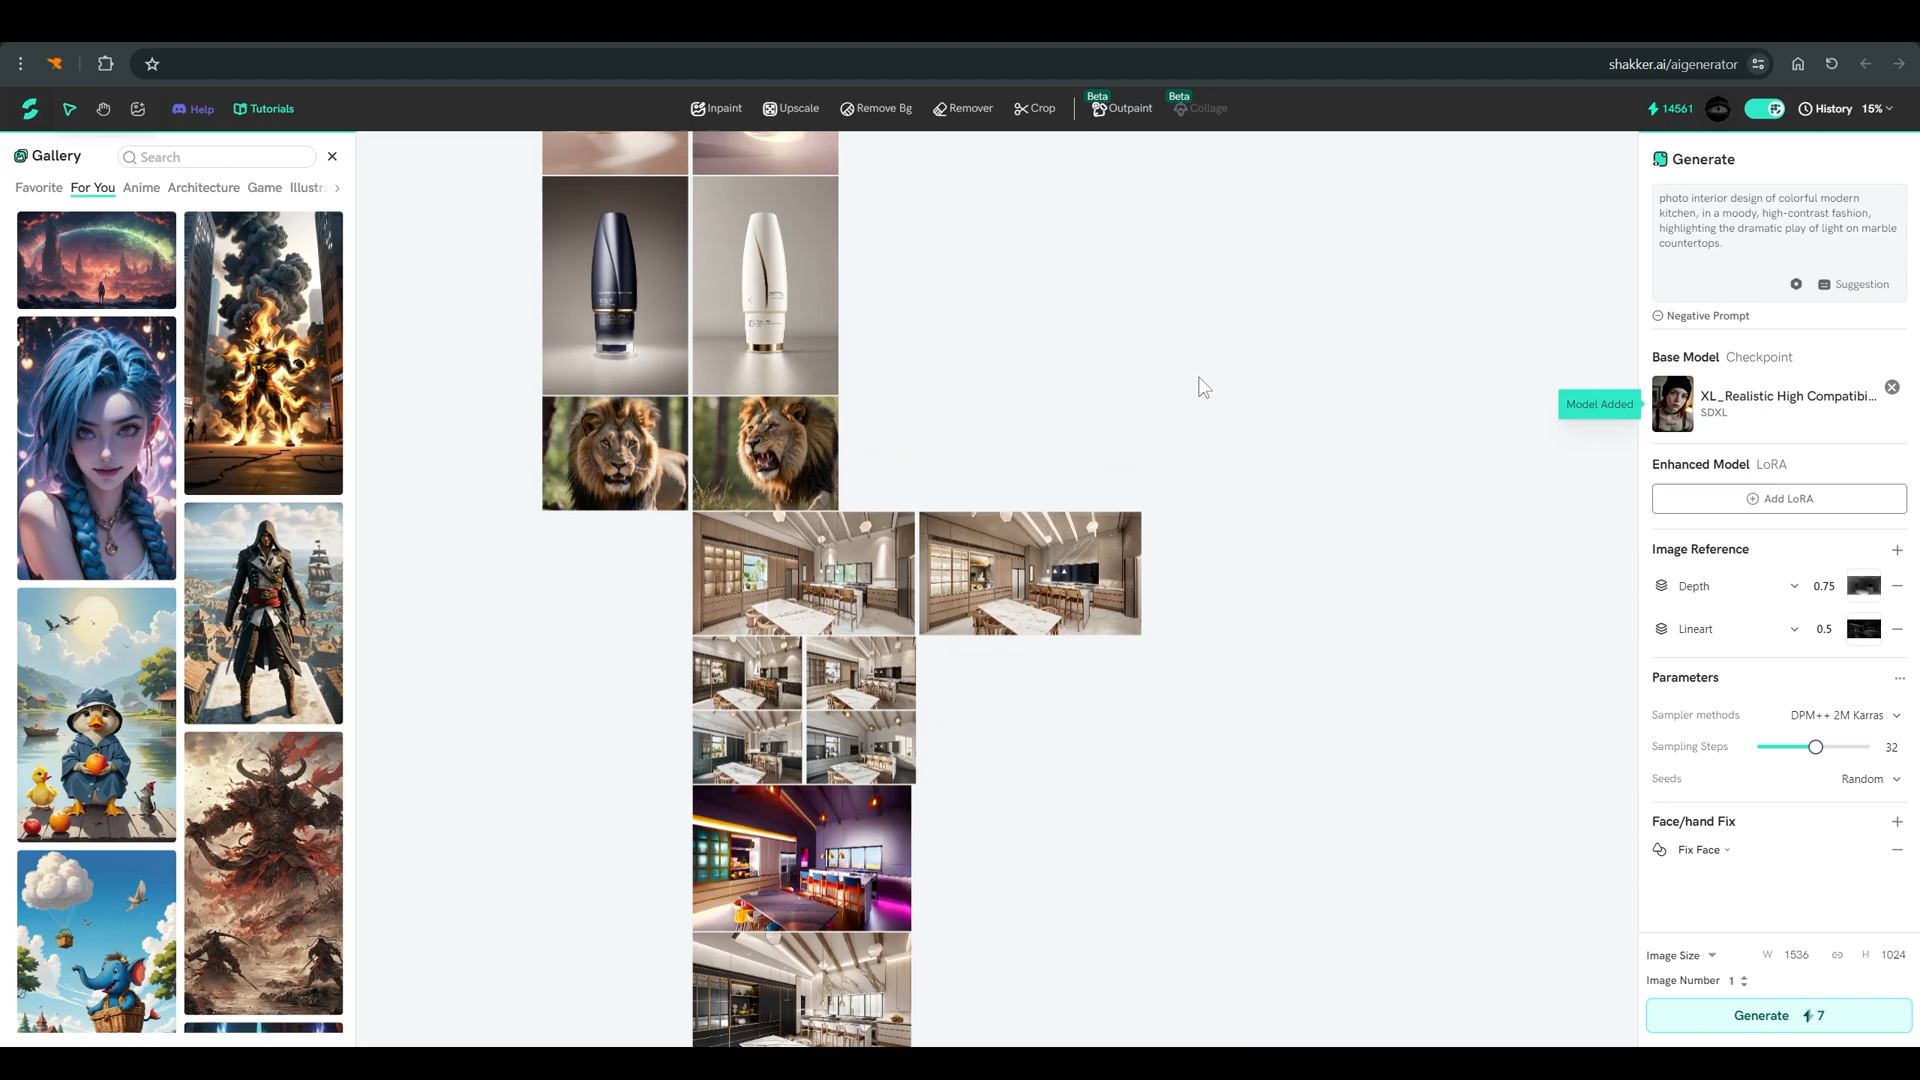 shakker.ai/aigenerator
Help
Tutorials
Inpaint
Upscale
Remove Bg
Remover
Crop
Beta
Outpaint
Beta
Collage
14561
History
15%
Gallery
Search
Favorite
For You
Anime
Architecture
Game
Illustr
Generate
photo interior design of colorful modern
kitchen, in a moody, high-contrast fashion,
highlighting the dramatic play of light on marble
countertops.
Suggestion
Negative Prompt
Base Model Checkpoint
Model Added
XL_Realistic High Compatibi...
SDXL
Enhanced Model LoRA
Add LoRA
Image Reference
Depth
0.75
Lineart
0.5
Parameters
Sampler methods
DPM++ 2M Karras
Sampling Steps
32
Seeds
Random
Face/hand Fix
Fix Face
Image Size
W 1536
H 1024
Image Number 1
Generate 7